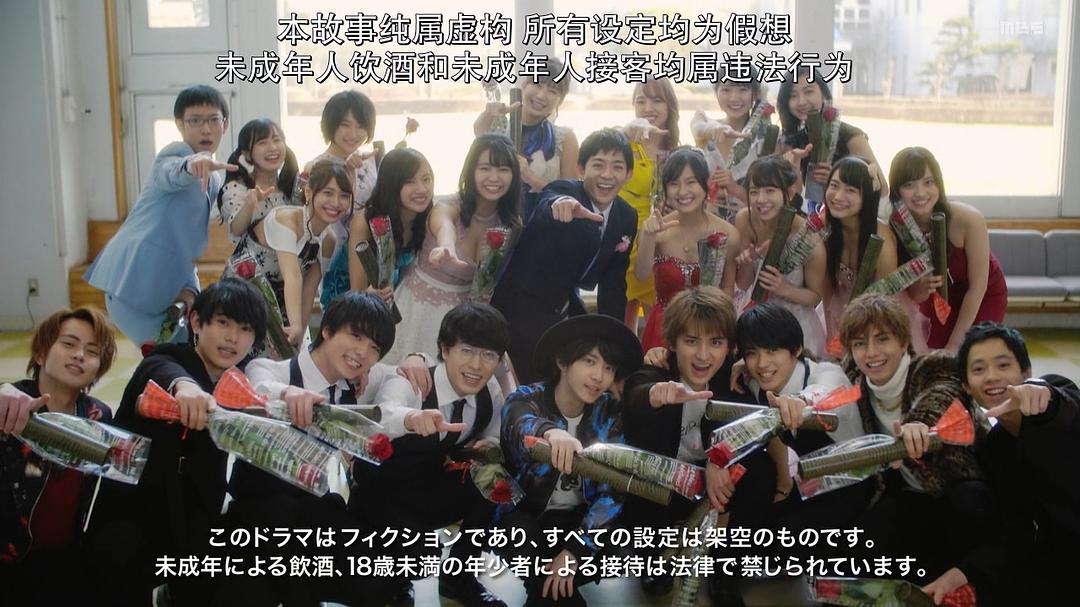 本故事纯属虚构 所有设定均为假想
未成年人饮酒和未成年人接客均属违法行为
MBS
このドラマはフィクションであり、すべての設定は架空のものです。
未成年による飲酒、18歳未満の年少者による接待は法律で禁じられています。